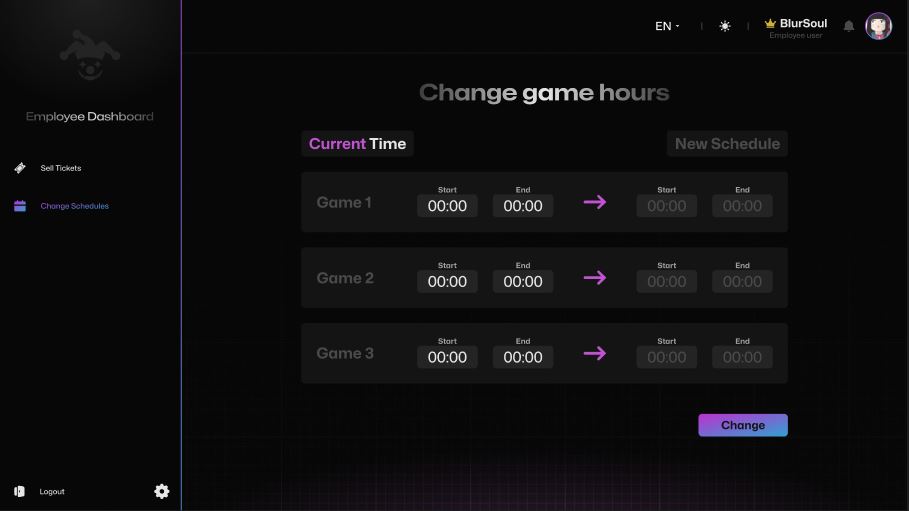 EN
BlurSoul
Employee user
Employee Dashboard
Sell Tickets
Change Schedules
Logout
Change game hours
Current Time
New Schedule
Start End Start End
Game 1 00:00 00:00 00:00 00:00
Start End Start End
Game 2 00:00 00:00 00:00 00:00
Start End Start End
Game 3 00:00 00:00 00:00 00:00
Change